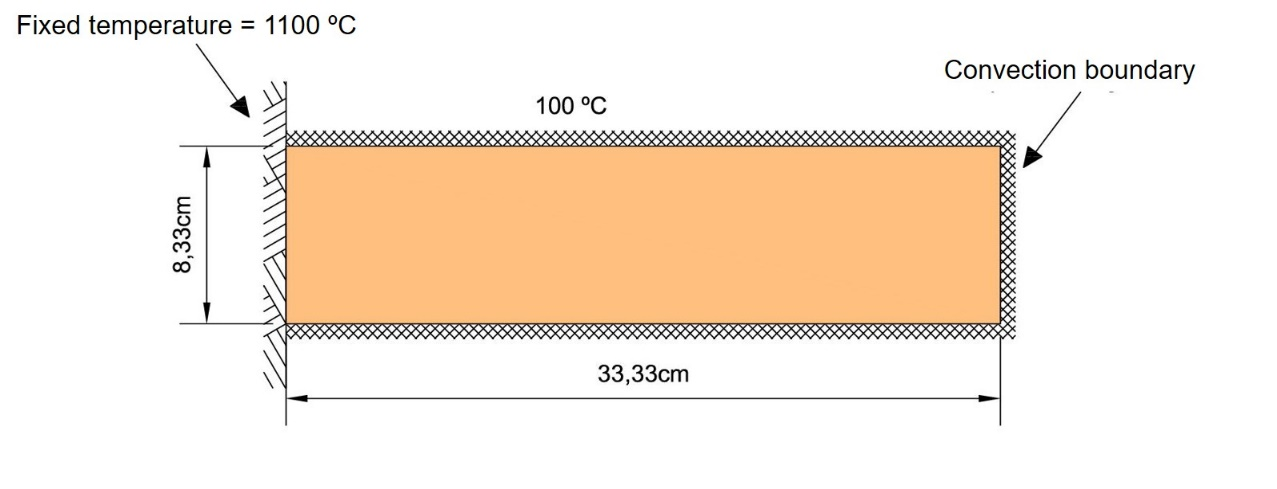 Fixed temperature = 1100 ºC
Convection boundary
100 ºC
8,33cm
33,33cm